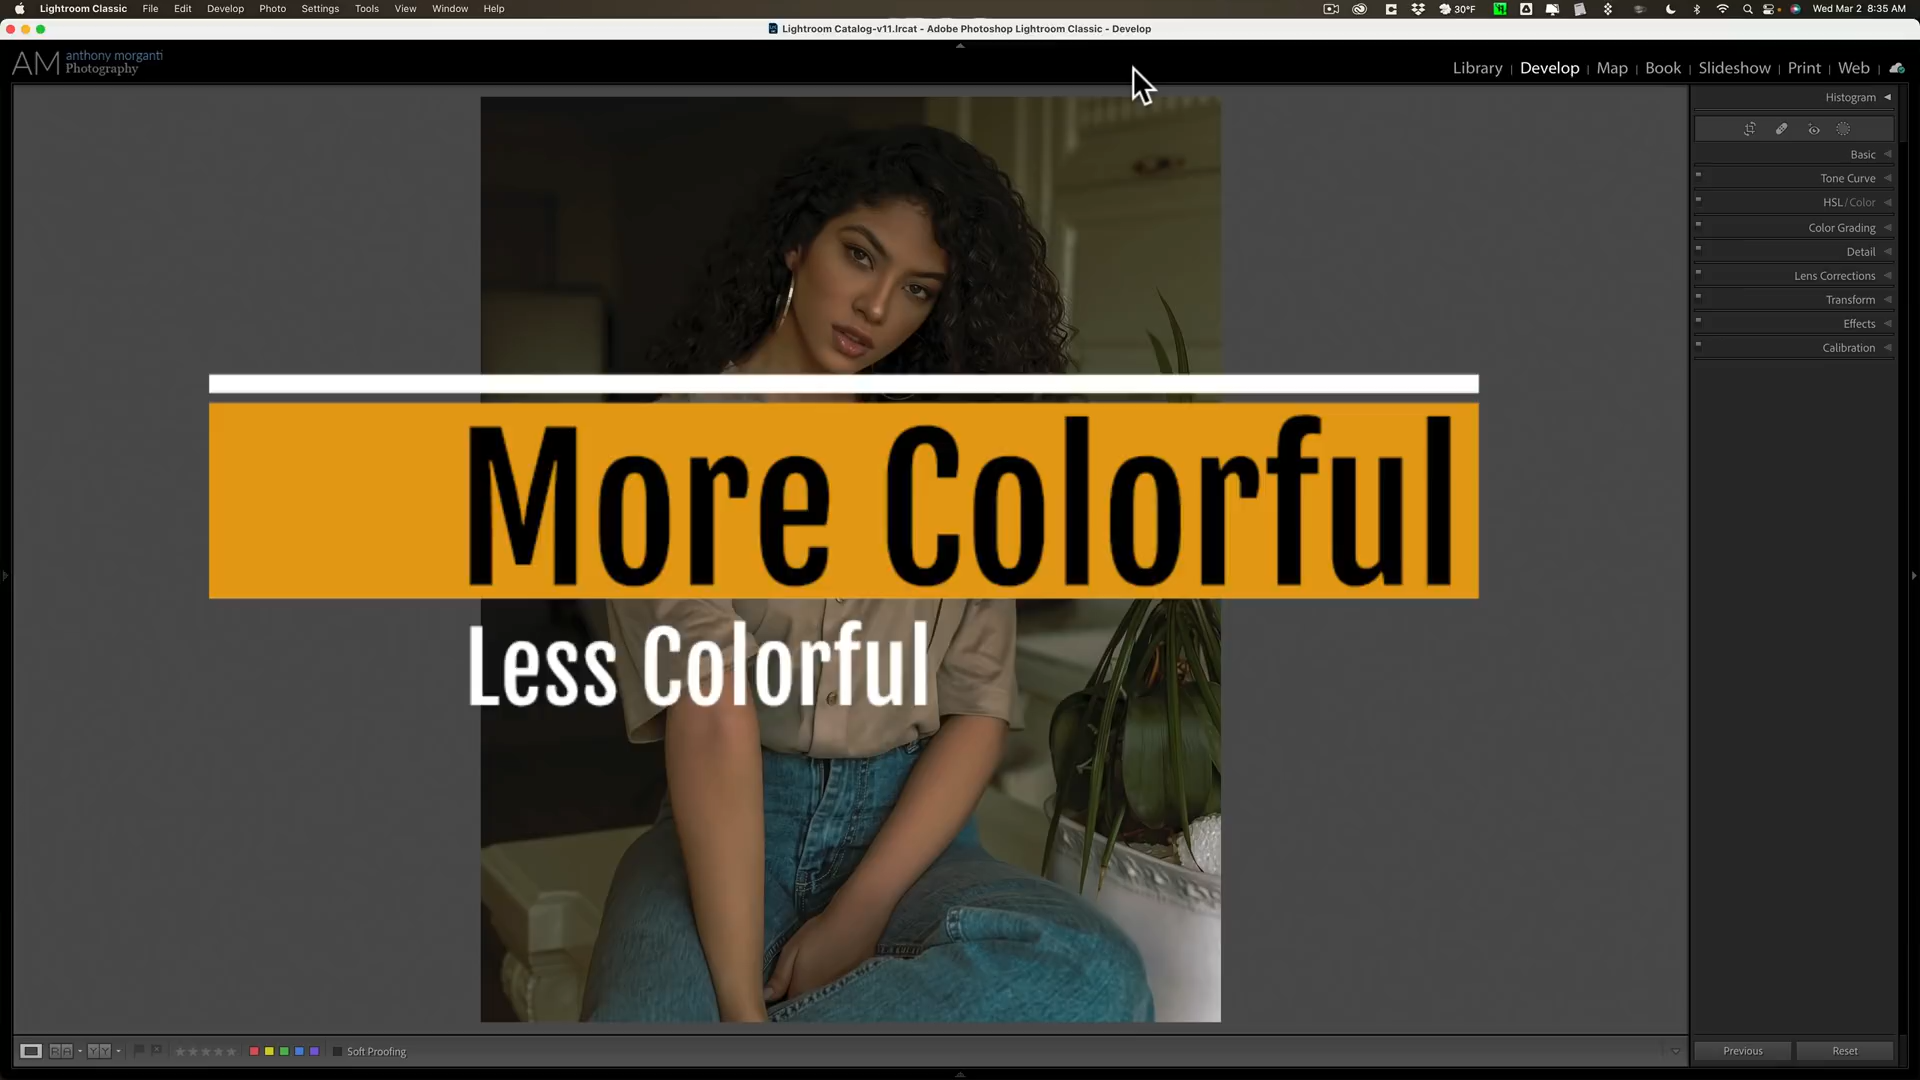 Lightroom Classic File Edit Develop Photo Settings Tools View Window Help 30°F Wed Mar 2 8:35 AM
Lightroom Catalog-v11.lrcat - Adobe Photoshop Lightroom Classic - Develop
AM anthony morganti
Photography
Library | Develop | Map | Book | Slideshow | Print | Web |
Histogram
Basic
Tone Curve
HSL / Color
Color Grading
Detail
Lens Corrections
Transform
Effects
Calibration
More Colorful
Less Colorful
R A Y Y Soft Proofing
Previous Reset